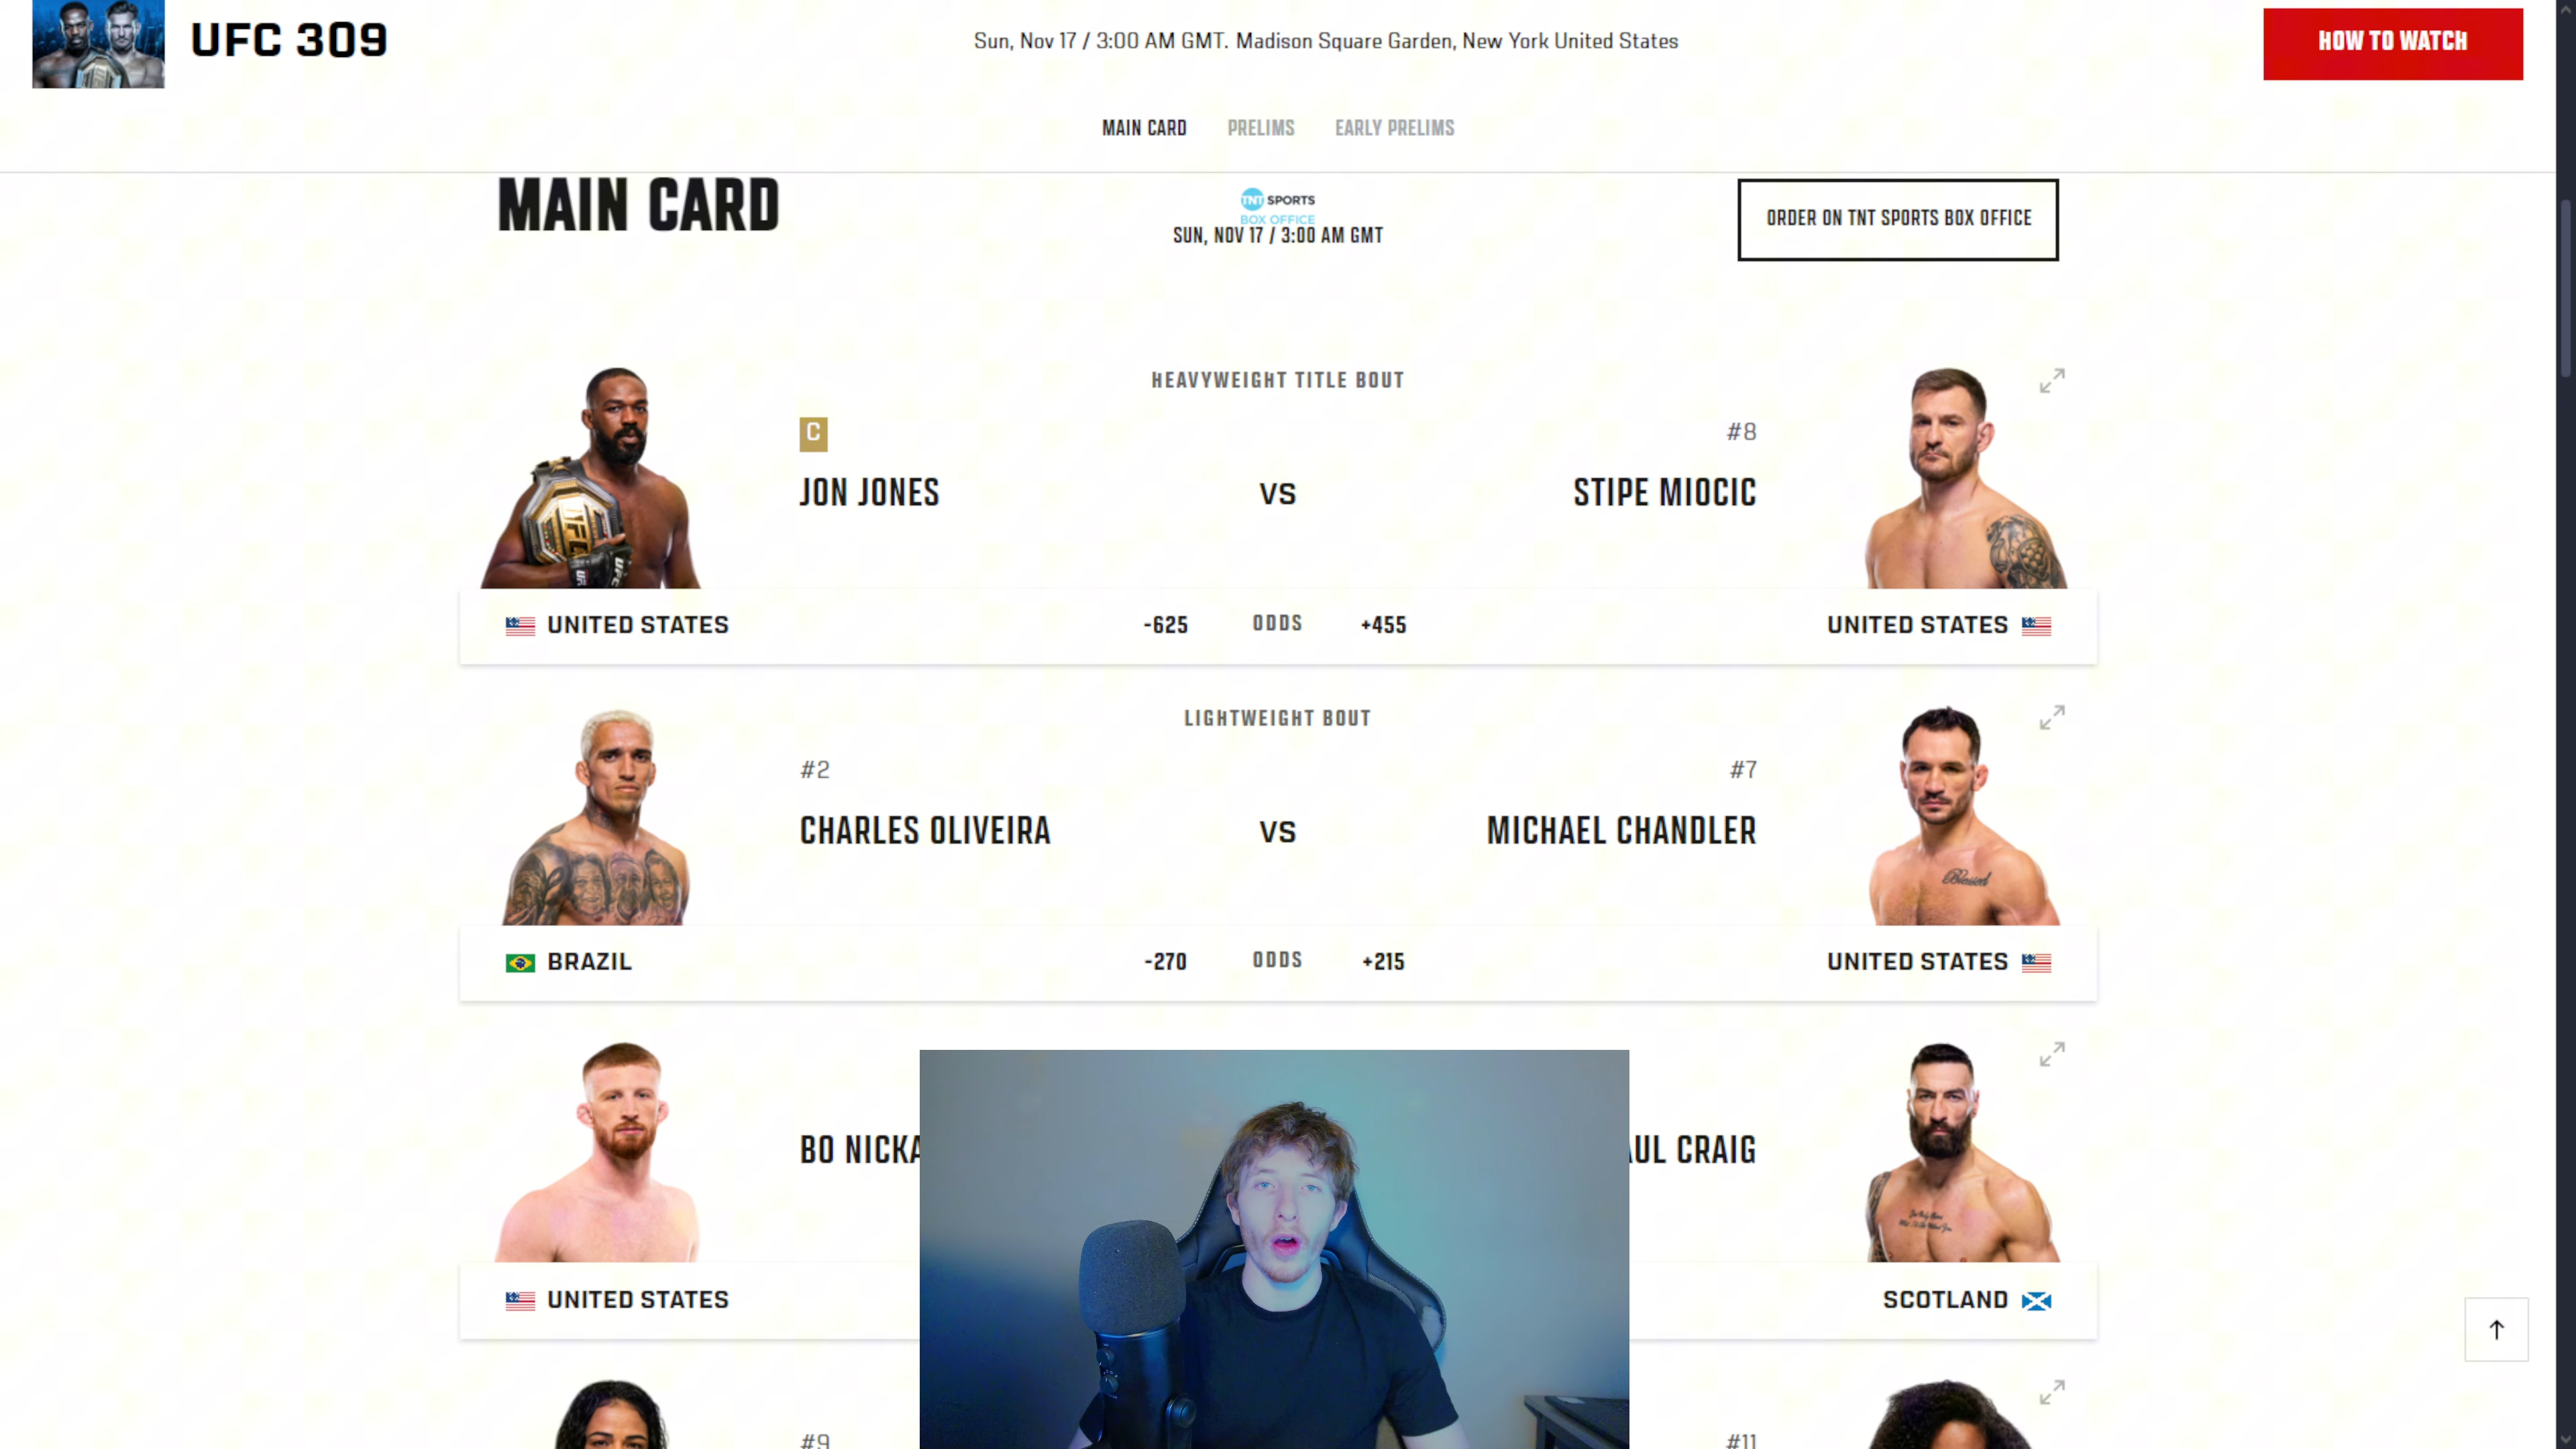 UFC 309
Sun, Nov 17 / 3:00 AM GMT. Madison Square Garden, New York United States
HOW TO WATCH
MAIN CARD PRELIMS EARLY PRELIMS
MAIN CARD
TNT SPORTS
BOX OFFICE
SUN, NOV 17 / 3:00 AM GMT
ORDER ON TNT SPORTS BOX OFFICE
HEAVYWEIGHT TITLE BOUT
C
#8
JON JONES VS STIPE MIOCIC
UNITED STATES -625 ODDS +455 UNITED STATES
LIGHTWEIGHT BOUT
#2
#7
CHARLES OLIVEIRA VS MICHAEL CHANDLER
Blessed
BRAZIL -270 ODDS +215 UNITED STATES
BO NICKA
AUL CRAIG
UNITED STATES
SCOTLAND
#9
#11